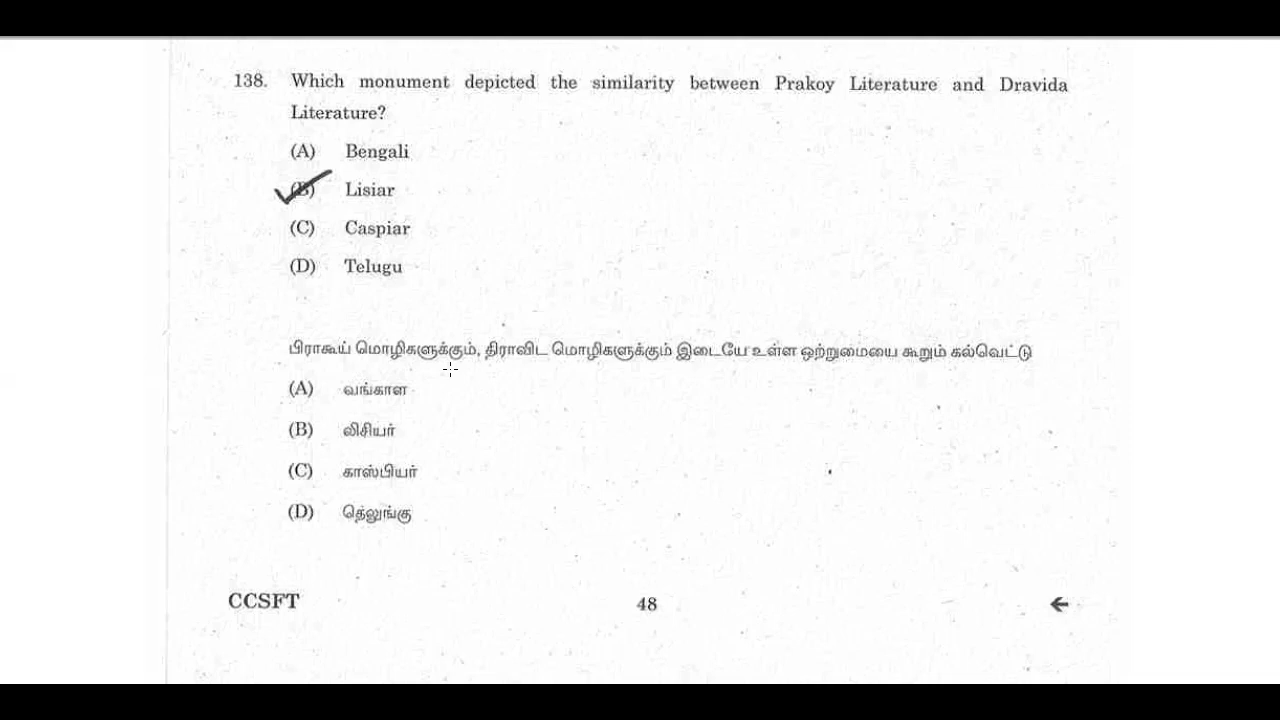 138. Which monument depicted the similarity between Prakoy Literature and Dravida
Literature?
(A) Bengali
(B) Lisiar
(C) Caspiar
(D) Telugu
பிராகூய் மொழிகளுக்கும், திராவிட மொழிகளுக்கும் இடையே உள்ள ஒற்றுமையை கூறும் கல்வெட்டு
(A) வங்காள
(B) லிசியர்
(C) காஸ்பியர்
(D) தெலுங்கு
CCSFT 48 ←